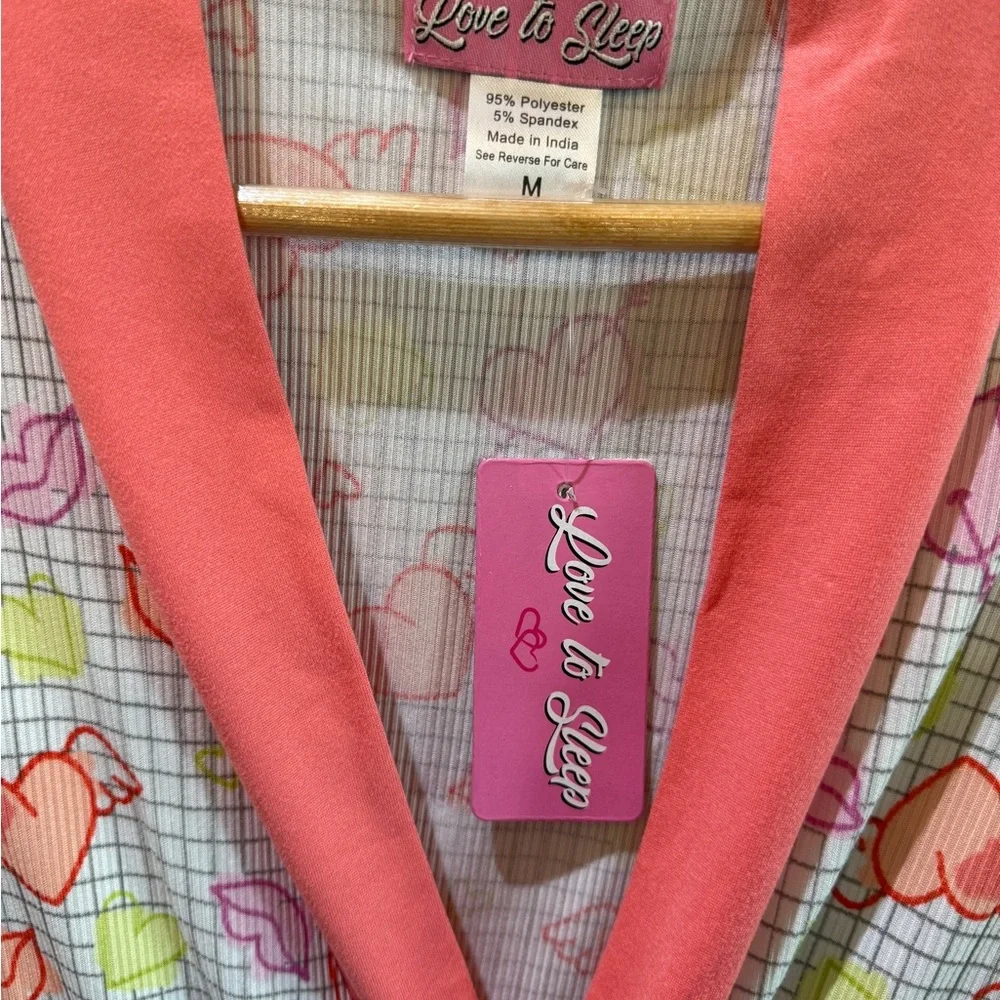 Love to Sleep
95% Polyester
5% Spandex
Made in India
See Reverse For Care
M
Love to Sleep